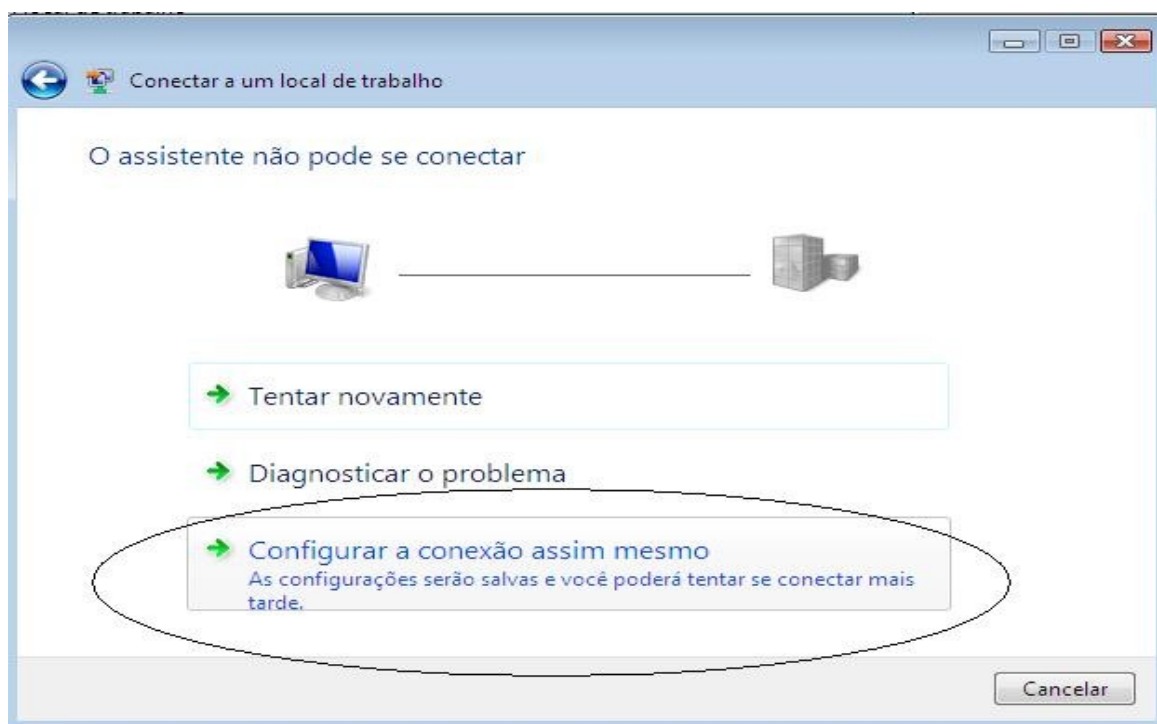 Conectar a um local de trabalho
O assistente não pode se conectar
Tentar novamente
Diagnosticar o problema
Configurar a conexão assim mesmo
As configurações serão salvas e você poderá tentar se conectar mais
tarde.
Cancelar